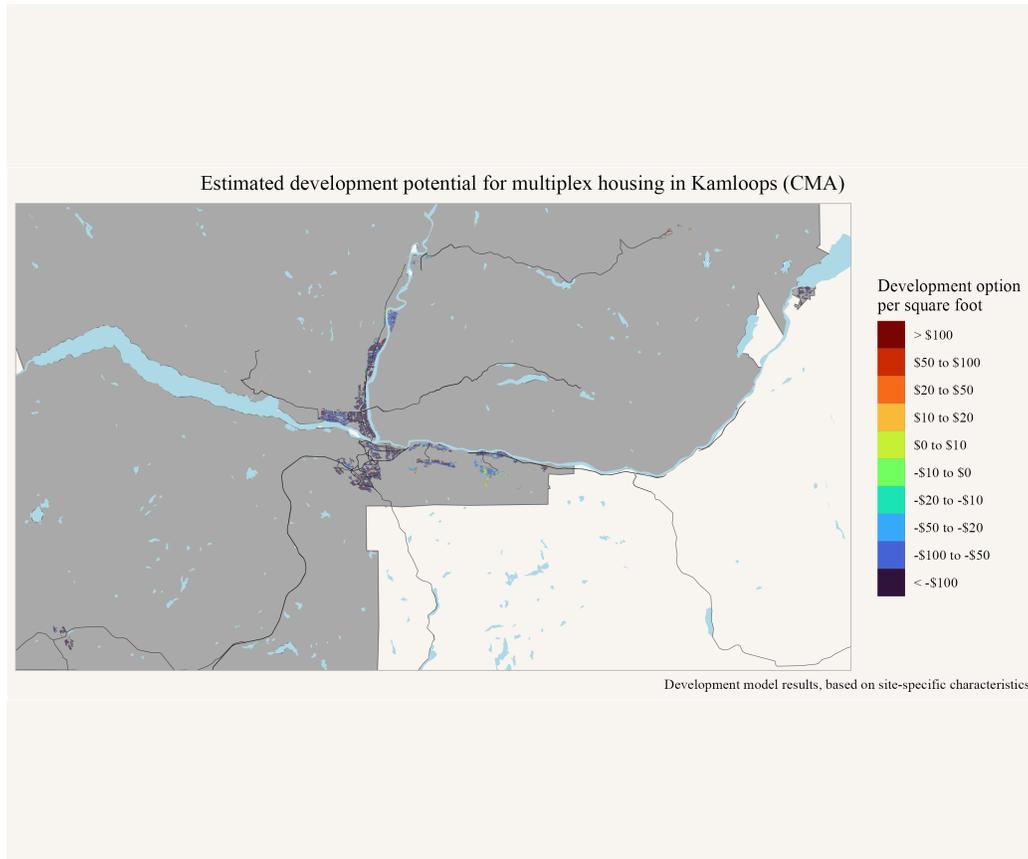 Estimated development potential for multiplex housing in Kamloops (CMA)
Development option
per square foot
> $100
$50 to $100
$20 to $50
$10 to $20
$0 to $10
-$10 to $0
-$20 to -$10
-$50 to -$20
-$100 to -$50
< -$100
Development model results, based on site-specific characteristics